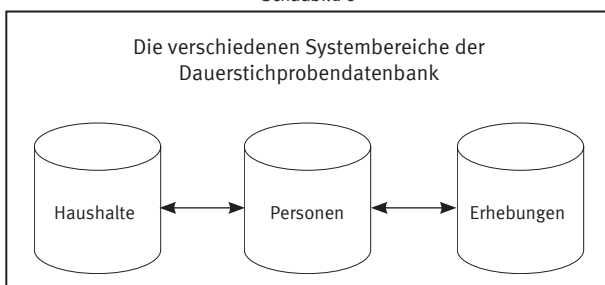 Die verschiedenen Systembereiche der
Dauerstichprobendatenbank
Haushalte
Personen
Erhebungen